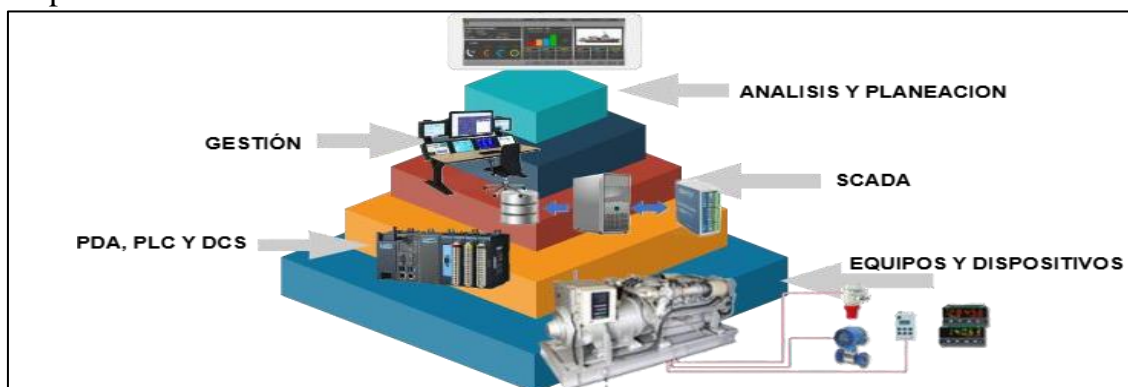 ANALISIS Y PLANEACION
GESTIÓN
SCADA
PDA, PLC Y DCS
EQUIPOS Y DISPOSITIVOS